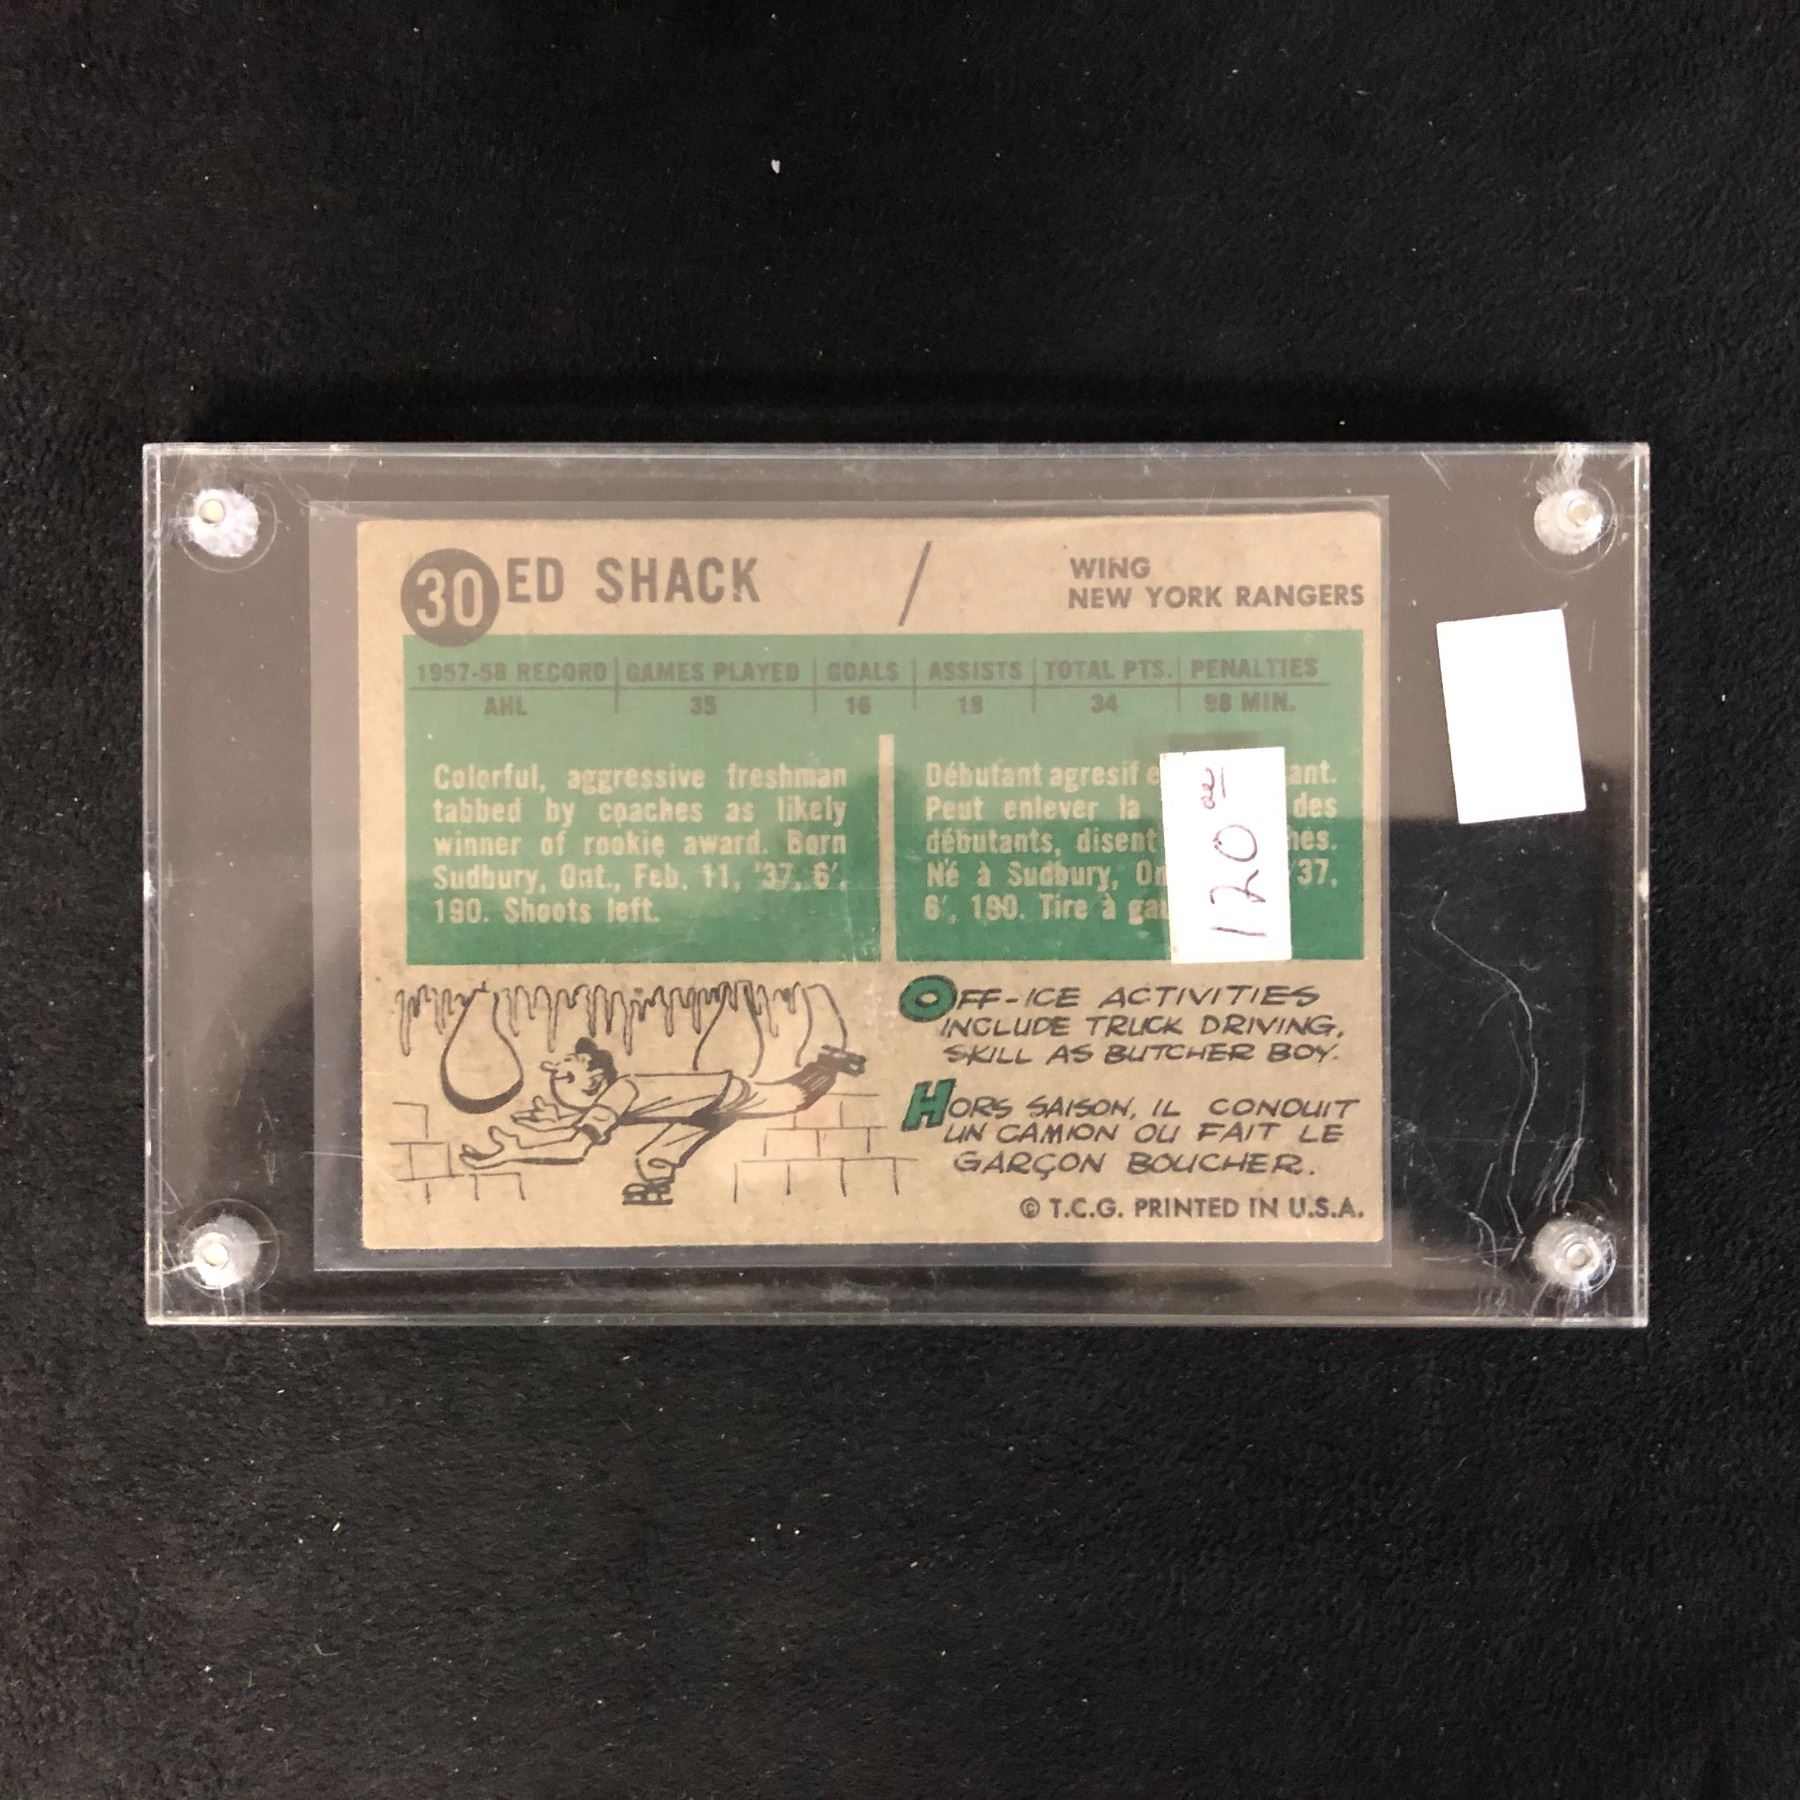 30 ED SHACK / WING
NEW YORK RANGERS
1957-58 RECORD GAMES PLAYED GOALS ASSISTS TOTAL PTS. PENALTIES
AHL 35 16 18 34 98 MIN.
Colorful, aggressive freshman
tabbed by coaches as likely
winner of rookie award. Born
Sudbury, Ont., Feb. 11, '37, 6',
190. Shoots left.
Débutant agresif
Peut enlever la des
débutants, disent
Né à Sudbury, '37,
6', 190. Tire à
120 00
OFF-ICE ACTIVITIES
INCLUDE TRUCK DRIVING,
SKILL AS BUTCHER BOY.
HORS SAISON, IL CONDUIT
UN CAMION OU FAIT LE
GARÇON BOUCHER.
© T.C.G. PRINTED IN U.S.A.